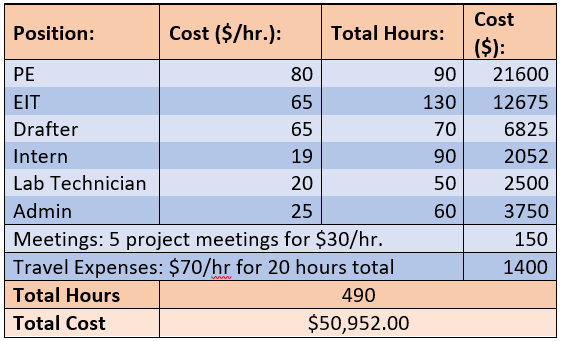 Position: Cost ($/hr.): Total Hours: Cost ($):
PE 80 90 21600
EIT 65 130 12675
Drafter 65 70 6825
Intern 19 90 2052
Lab Technician 20 50 2500
Admin 25 60 3750
Meetings: 5 project meetings for $30/hr. 150
Travel Expenses: $70/hr for 20 hours total 1400
Total Hours 490
Total Cost $50,952.00